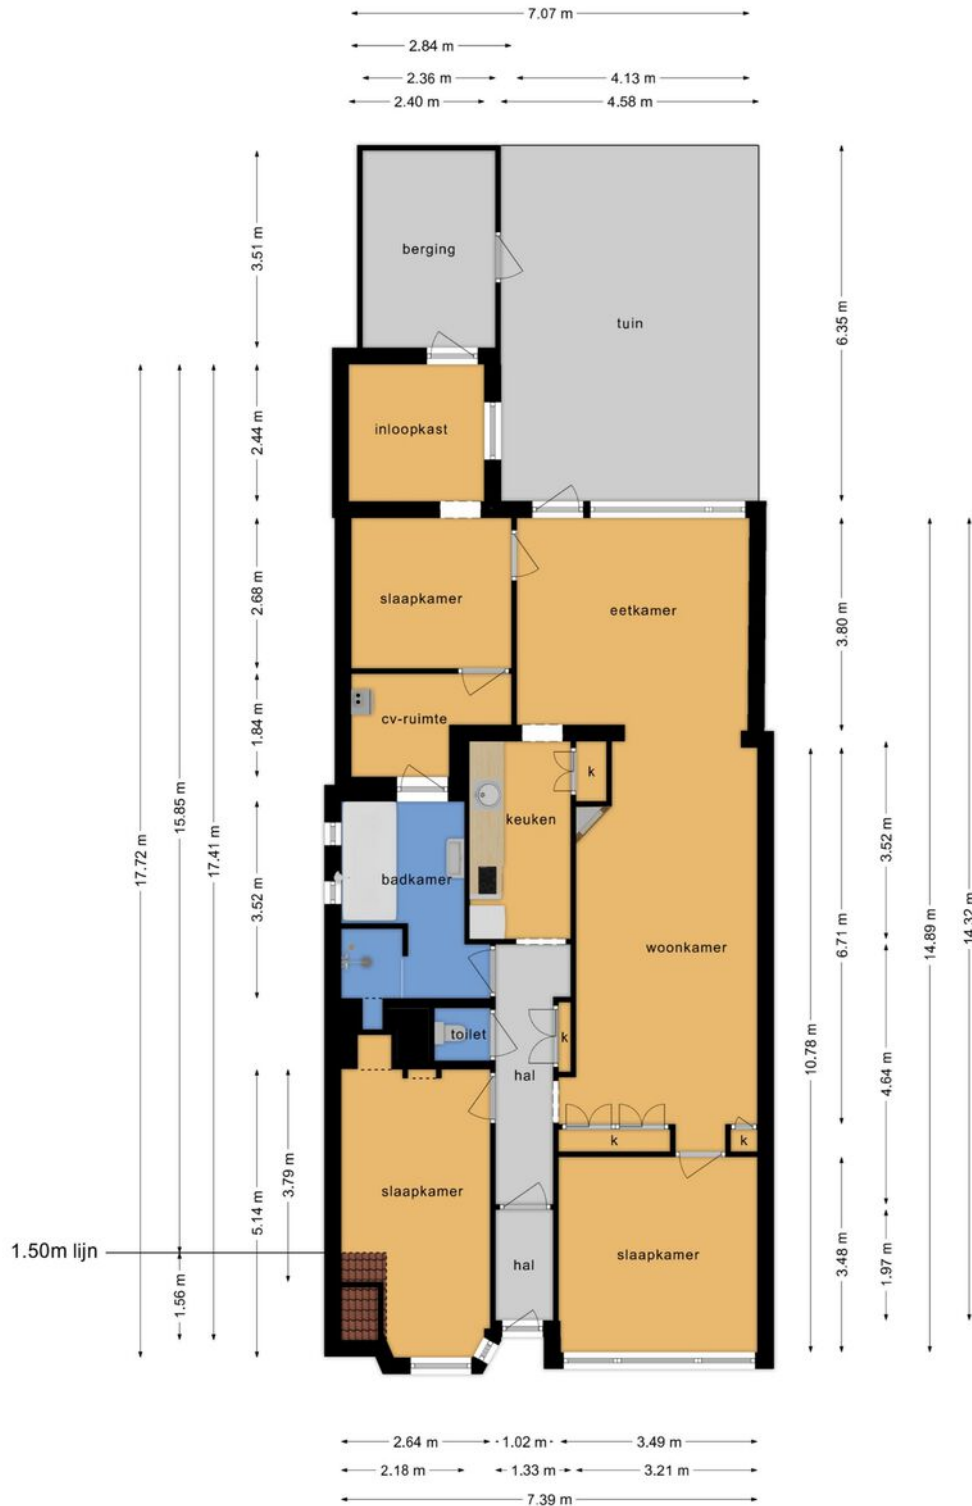 7.07 m
2.84 m
2.36 m 4.13 m
2.40 m 4.58 m
3.51 m
berging
tuin
6.35 m
2.44 m
inloopkast
2.68 m
slaapkamer
eetkamer
3.80 m
1.84 m
cv-ruimte
k
keuken
badkamer
3.52 m
3.52 m
17.72 m
15.85 m
17.41 m
woonkamer
6.71 m
14.89 m
14.32 m
10.78 m
toilet
k
hal
4.64 m
k
k
3.79 m
5.14 m
slaapkamer
1.50m lijn
slaapkamer
hal
3.48 m
1.97 m
1.56 m
2.64 m 1.02 m 3.49 m
2.18 m 1.33 m 3.21 m
7.39 m